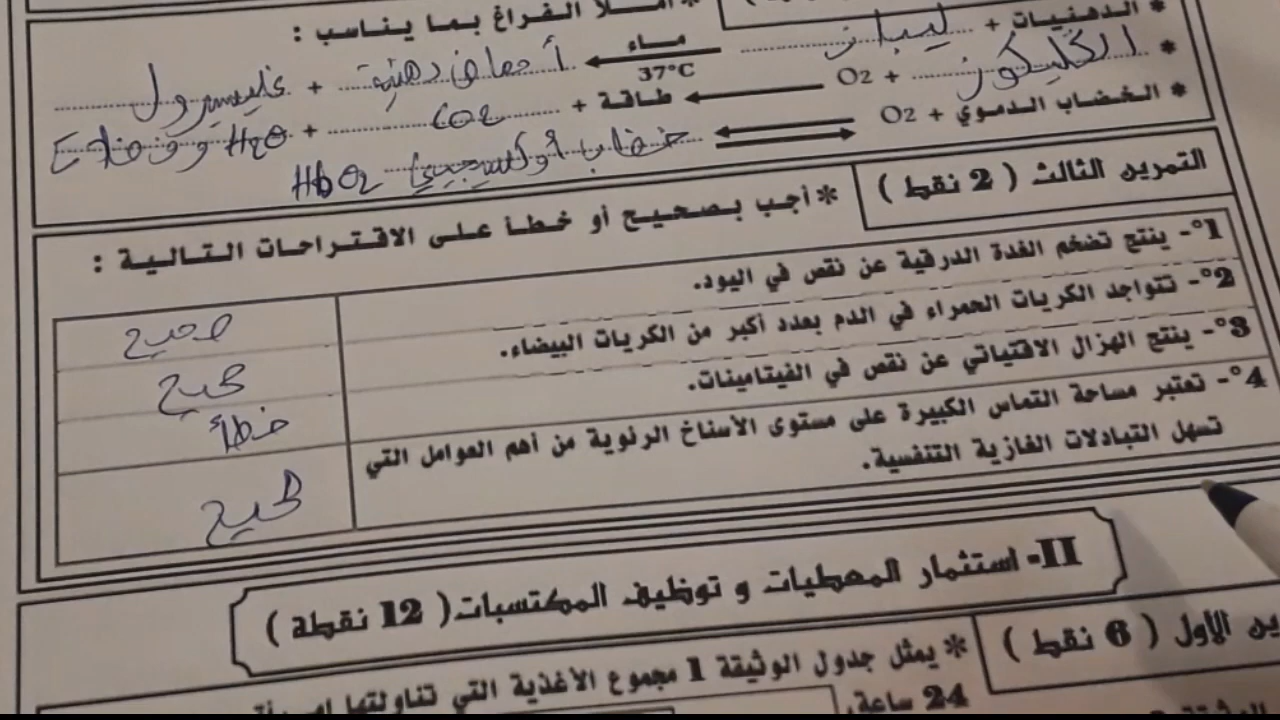 * املأ الفراغ بما يناسب :
* الدهنيات + ليباز ماء 37°C أحماض دهنية + غليسرول
* الكليكوز + O2 طاقة + CO2 + H2O و فضلات
* الخضاب الدموي + O2 خضاب أوكسيجيني HbO2
التمرين الثالث ( 2 نقط )
* أجب بصحيح أو خطأ على الاقتراحات التالية :
1°- ينتج تضخم الغدة الدرقية عن نقص في اليود. صحيح
2°- تتواجد الكريات الحمراء في الدم بعدد أكبر من الكريات البيضاء. صحيح
3°- ينتج الهزال الاقتياتي عن نقص في الفيتامينات. خطأ
4°- تعتبر مساحة التماس الكبيرة على مستوى الأسناخ الرئوية من أهم العوامل التي
تسهل التبادلات الغازية التنفسية. صحيح
II- استثمار المعطيات و توظيف المكتسبات( 12 نقطة )
الأول ( 6 نقط )
* يمثل جدول الوثيقة 1 مجموع الأغذية التي تناولتها
24 ساعة.